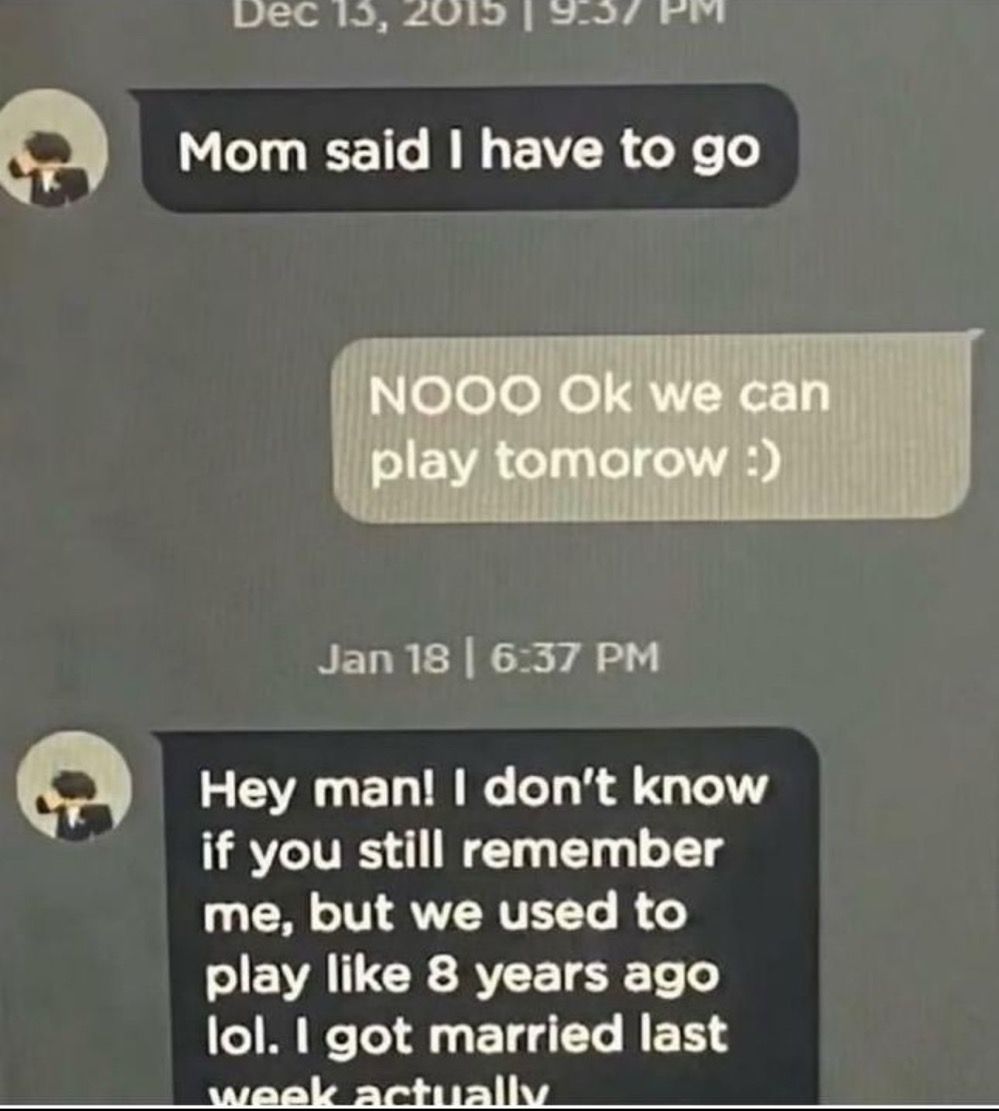 Dec 13, 2015 | 9:37 PM
Mom said I have to go
NOOO Ok we can
play tomorow :)
Jan 18 | 6:37 PM
Hey man! I don't know
if you still remember
me, but we used to
play like 8 years ago
lol. I got married last
week actually